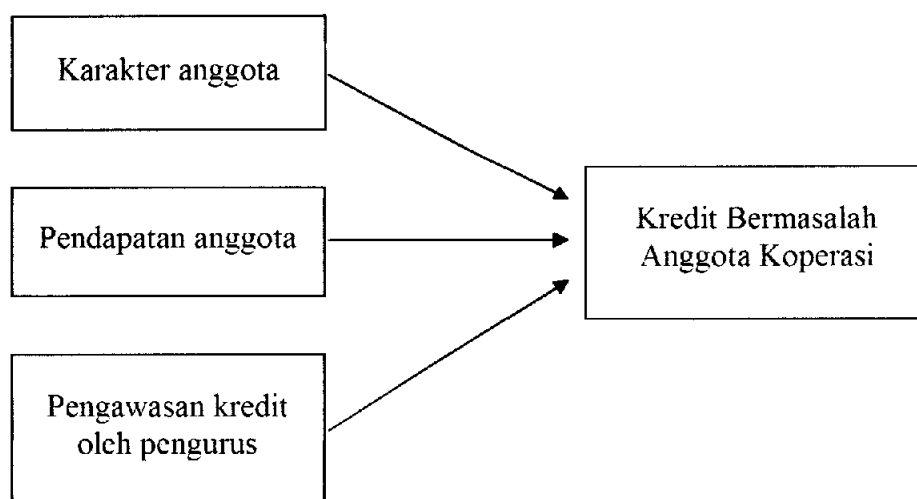 Karakter anggota
Pendapatan anggota
Pengawasan kredit
oleh pengurus
Kredit Bermasalah
Anggota Koperasi